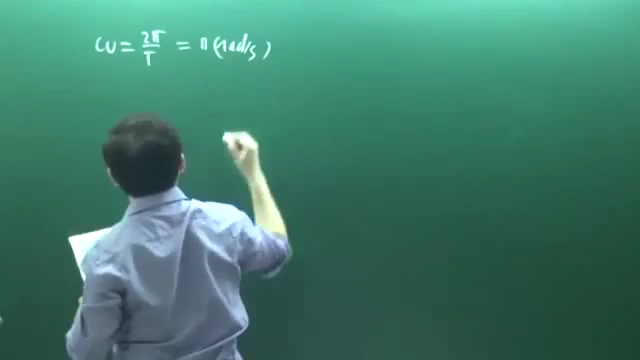 ω = 2π/T = π (rad/s)